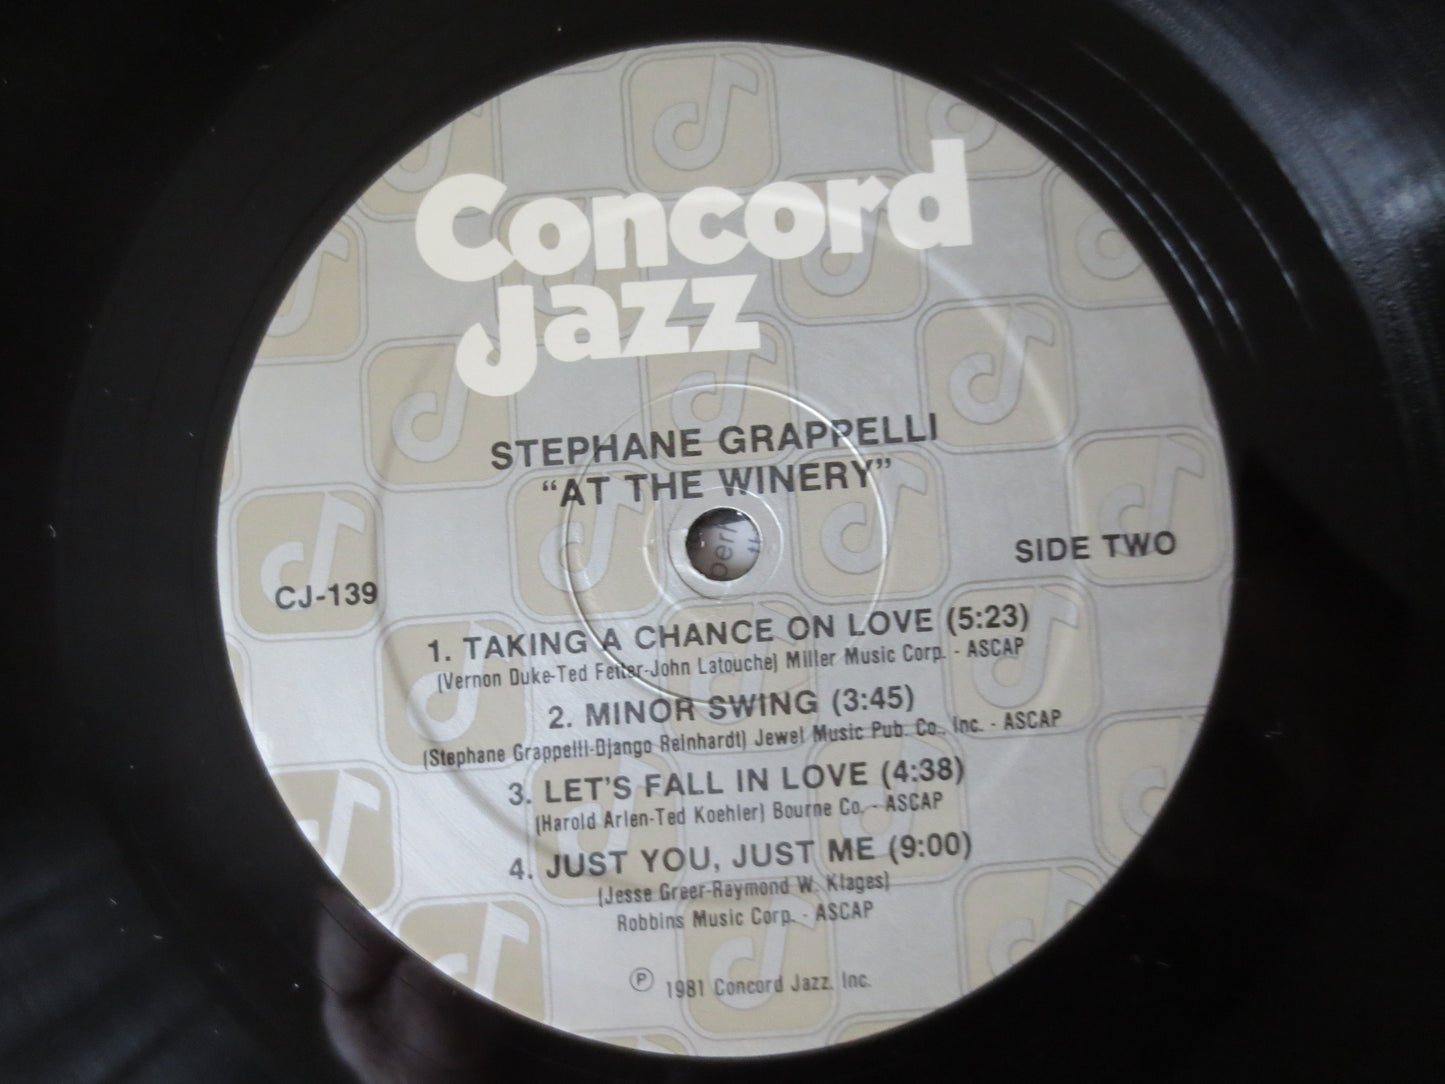 Concord
Jazz
STEPHANE GRAPPELLI
“AT THE WINERY”
SIDE TWO
CJ-139
1. TAKING A CHANCE ON LOVE (5:23)
(Vernon Duke-Ted Fetter-John Latouche) Miller Music Corp. - ASCAP
2. MINOR SWING (3:45)
(Stephane Grappelli-Django Reinhardt) Jewel Music Pub. Co., Inc. - ASCAP
3. LET'S FALL IN LOVE (4:38)
(Harold Arlen-Ted Koehler) Bourne Co. - ASCAP
4. JUST YOU, JUST ME (9:00)
(Jesse Greer-Raymond W. Klages)
Robbins Music Corp. - ASCAP
℗ 1981 Concord Jazz, Inc.